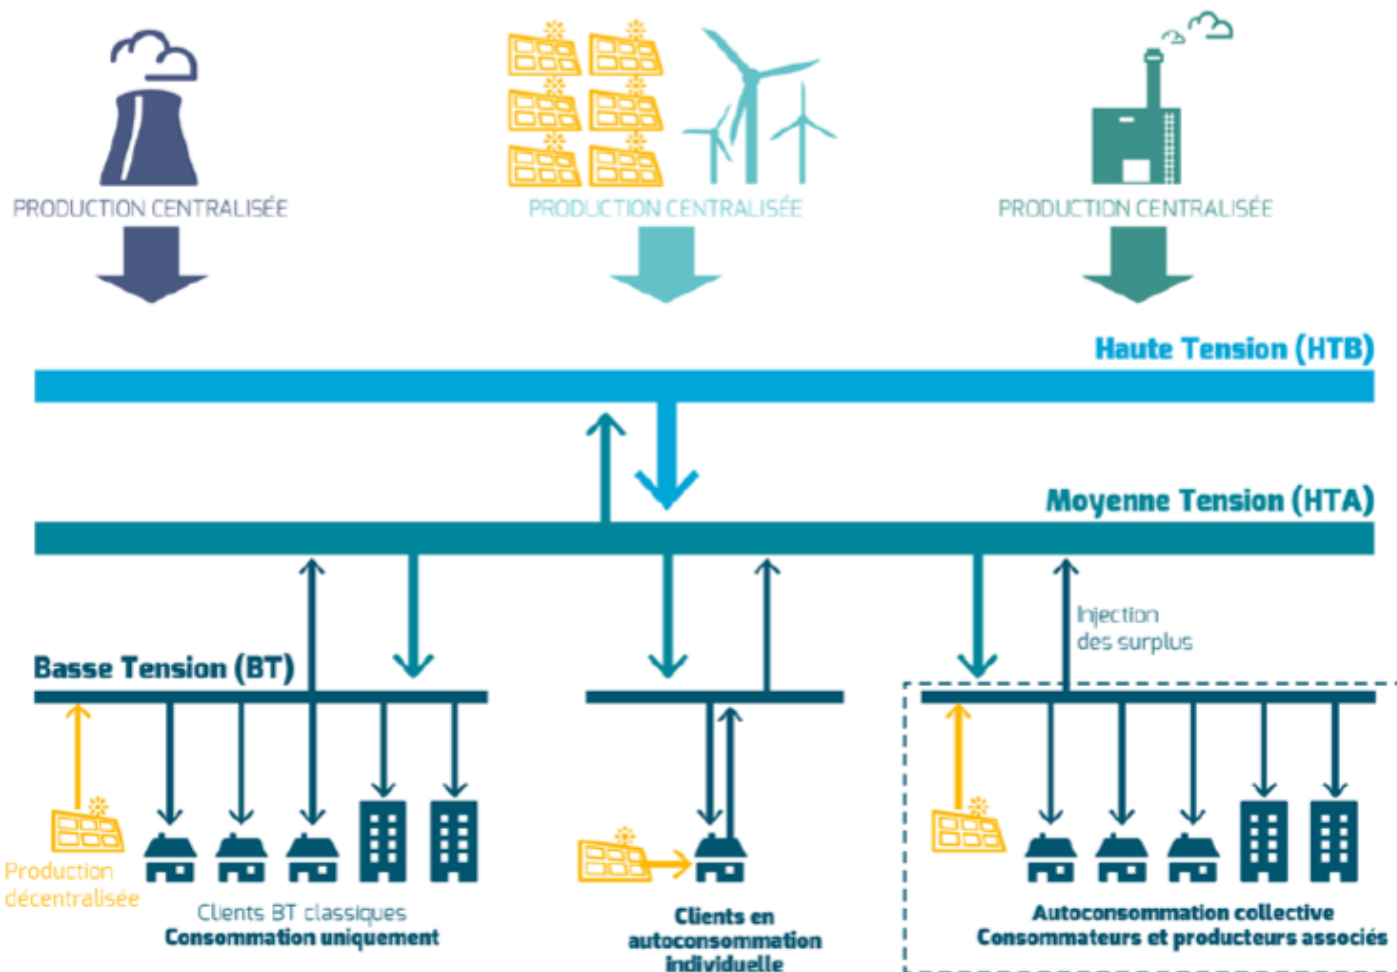 PRODUCTION CENTRALISÉE
PRODUCTION CENTRALISÉE
PRODUCTION CENTRALISÉE
Haute Tension (HTB)
Moyenne Tension (HTA)
Injection
des surplus
Basse Tension (BT)
Production
décentralisée
Clients BT classiques
Consommation uniquement
Clients en
autoconsommation
individuelle
Autoconsommation collective
Consommateurs et producteurs associés